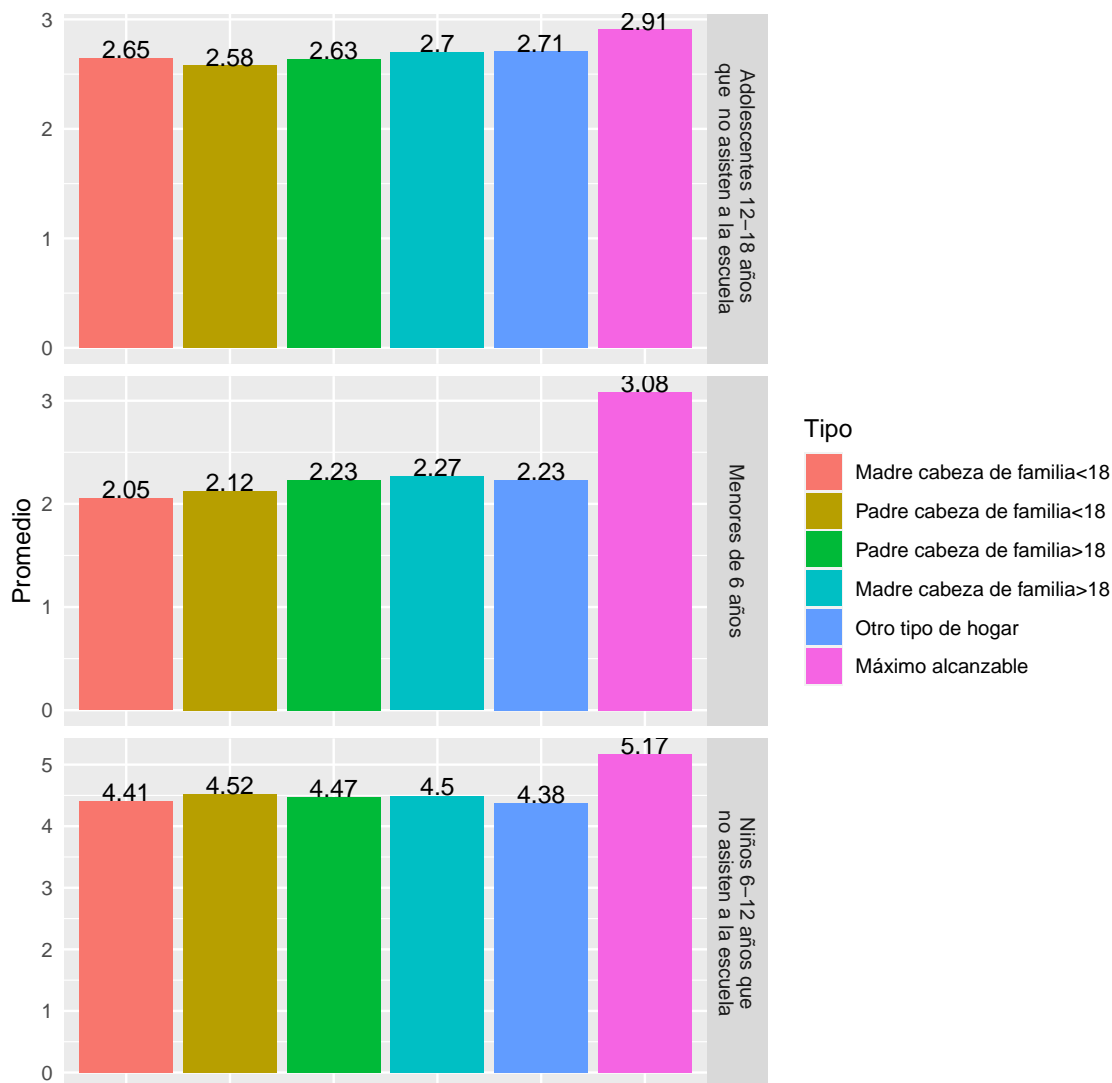 3
2
1
0
2.65
2.58
2.63
2.7
2.71
2.91
Adolescentes 12−18 años
que  no asisten a la escuela
3
2
1
0
2.05
2.12
2.23
2.27
2.23
3.08
Menores de 6 años
5
4
3
2
1
0
4.41
4.52
4.47
4.5
4.38
5.17
Niños 6−12 años que
no asisten a la escuela
Promedio
Tipo
Madre cabeza de familia<18
Padre cabeza de familia<18
Padre cabeza de familia>18
Madre cabeza de familia>18
Otro tipo de hogar
Máximo alcanzable